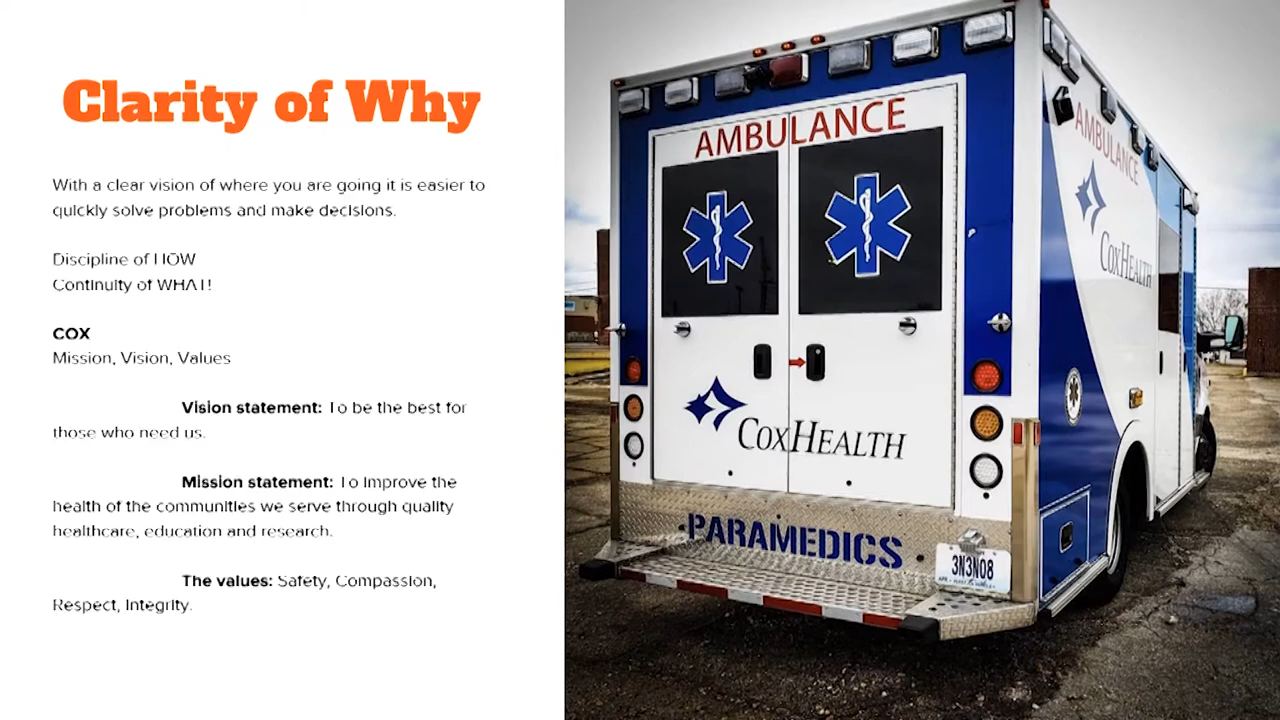 Clarity of Why
With a clear vision of where you are going it is easier to
quickly solve problems and make decisions.
Discipline of HOW
Continuity of WHAT!
COX
Mission, Vision, Values
Vision statement: To be the best for
those who need us.
Mission statement: To improve the
health of the communities we serve through quality
healthcare, education and research.
The values: Safety, Compassion,
Respect, Integrity.
AMBULANCE
COXHEALTH
PARAMEDICS
3N3N08
AMBULANCE
COXHEALTH